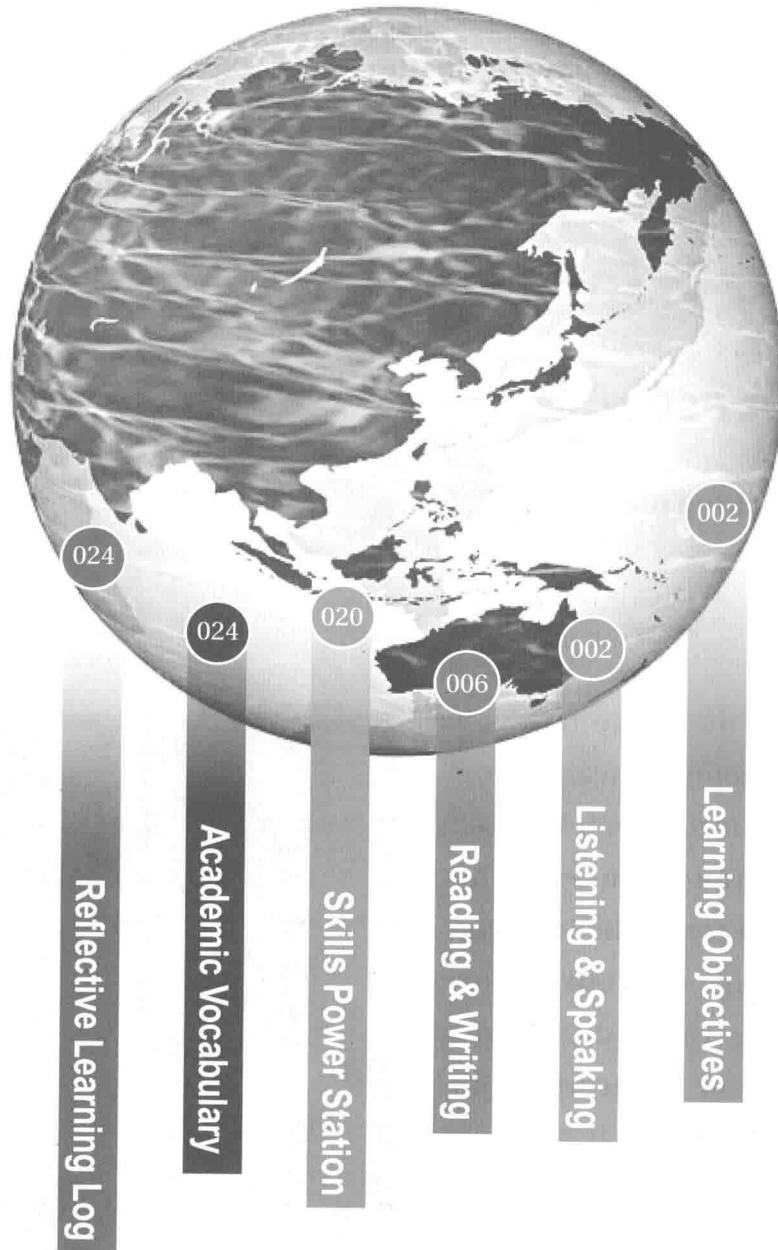 002
Learning Objectives
002
Listening & Speaking
006
Reading & Writing
020
Skills Power Station
024
Academic Vocabulary
024
Reflective Learning Log